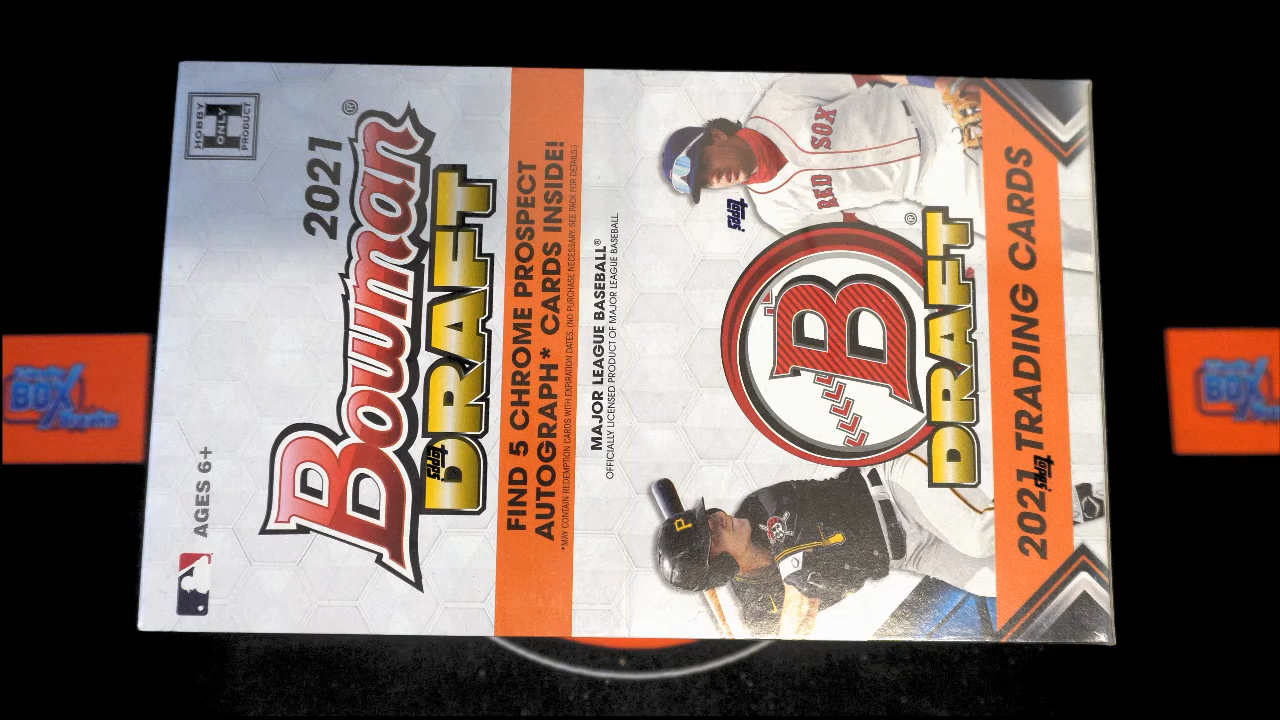 HOBBY
H
ONLY
PRODUCT
AGES 6+
2021
Bowman®
DRAFT
topps
FIND 5 CHROME PROSPECT
AUTOGRAPH* CARDS INSIDE!
*MAY CONTAIN REDEMPTION CARDS WITH EXPIRATION DATES. (NO PURCHASE NECESSARY. SEE PACK FOR DETAILS.)
MAJOR LEAGUE BASEBALL®
OFFICIALLY LICENSED PRODUCT OF MAJOR LEAGUE BASEBALL
P
topps
RED SOX
B
®
DRAFT
2021 TRADING CARDS
topps
BOX
BOX